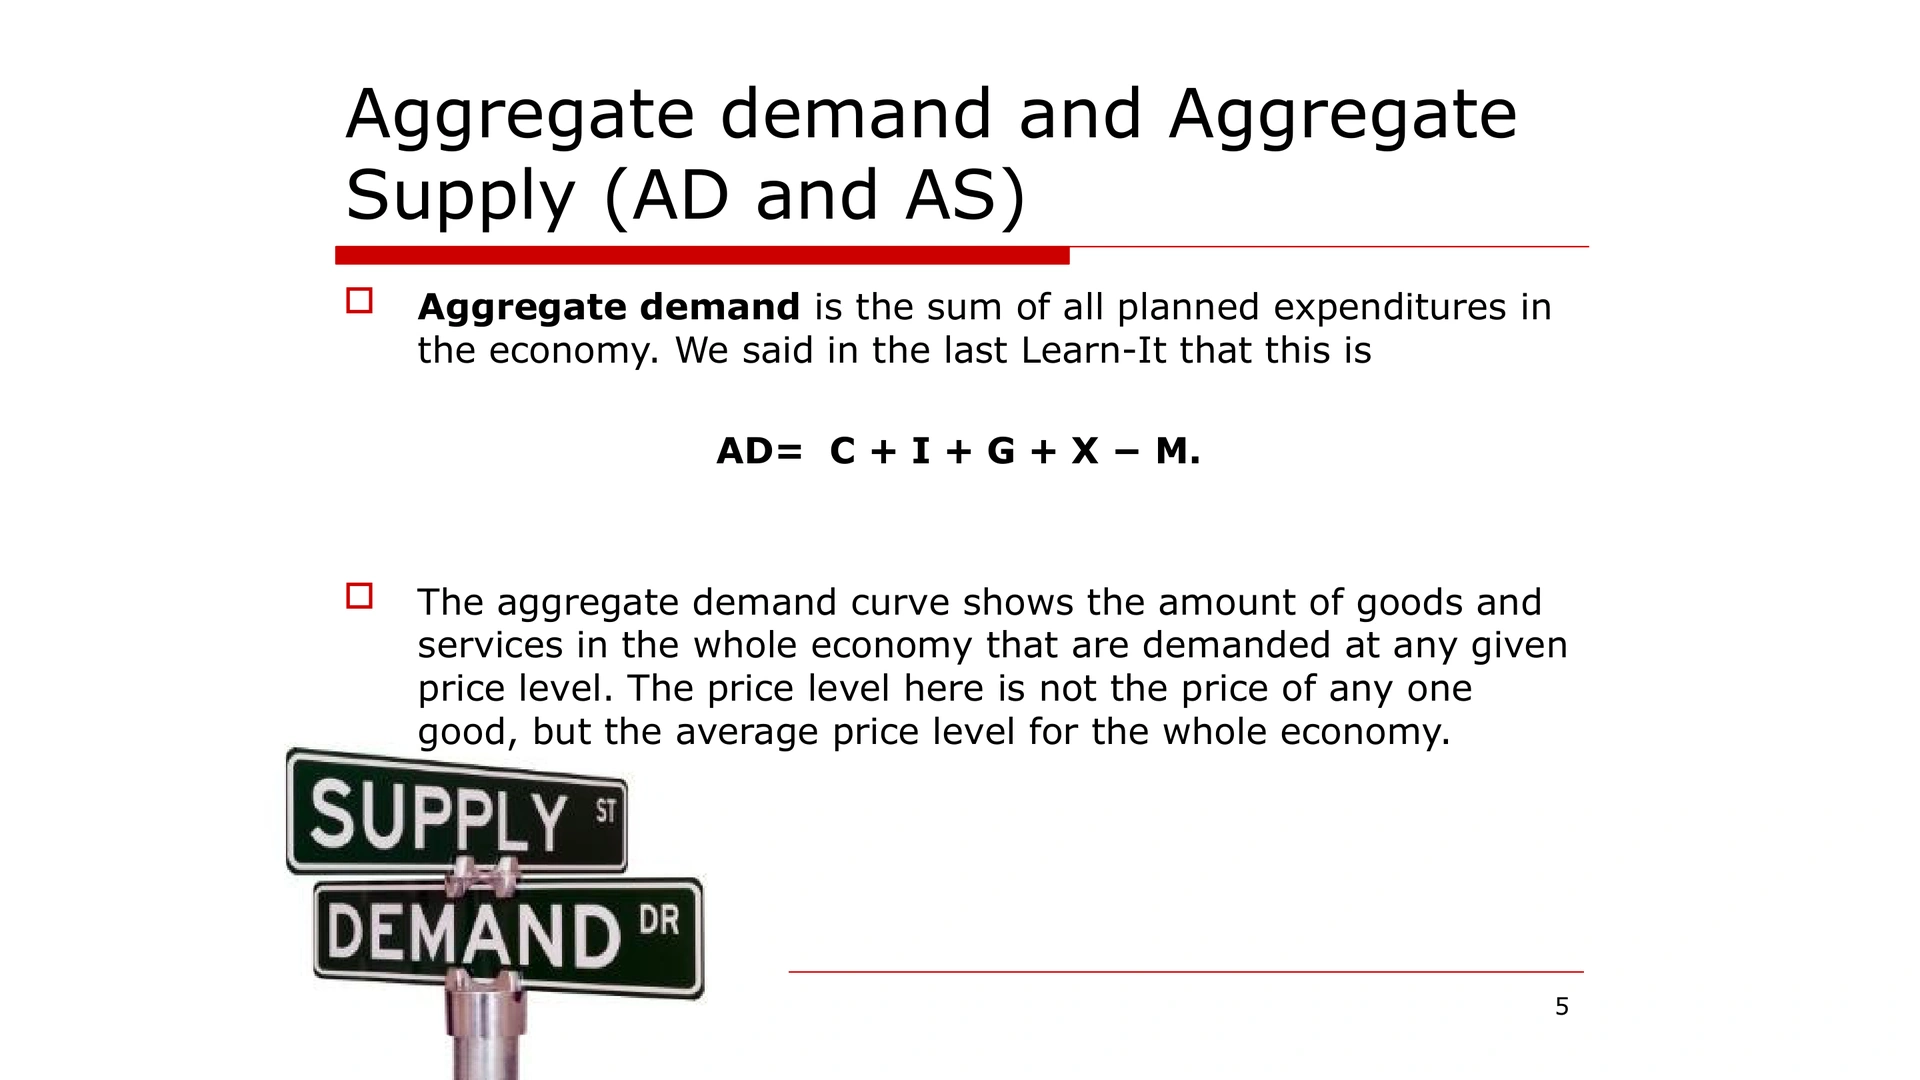 Aggregate demand and Aggregate
Supply (AD and AS)
Aggregate demand is the sum of all planned expenditures in
the economy. We said in the last Learn-It that this is
AD=  C + I + G + X − M.
The aggregate demand curve shows the amount of goods and
services in the whole economy that are demanded at any given
price level. The price level here is not the price of any one
good, but the average price level for the whole economy.
SUPPLY ST
DEMAND DR
5